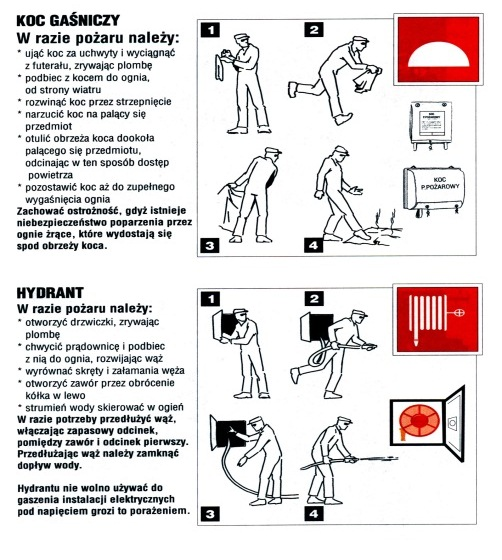 KOC GAŚNICZY
W razie pożaru należy:
* ująć koc za uchwyty i wyciągnąć
z futerału, zrywając plombę
* podbiec z kocem do ognia,
od strony wiatru
* rozwinąć koc przez strzepnięcie
* narzucić koc na palący się
przedmiot
* otulić obrzeża koca dookoła
palącego się przedmiotu,
odcinając w ten sposób dostęp
powietrza
* pozostawić koc aż do zupełnego
wygaśnięcia ognia
Zachować ostrożność, gdyż istnieje
niebezpieczeństwo poparzenia przez
ognie żrące, które wydostają się
spod obrzeży koca.
1
2
3
4
KOC
P.POŻAROWY
HYDRANT
W razie pożaru należy:
* otworzyć drzwiczki, zrywając
plombę
* chwycić prądownicę i podbiec
z nią do ognia, rozwijając wąż
* wyrównać skręty i załamania węża
* otworzyć zawór przez obrócenie
kółka w lewo
* strumień wody skierować w ogień
W razie potrzeby przedłużyć wąż,
włączając zapasowy odcinek,
pomiędzy zawór i odcinek pierwszy.
Przedłużając wąż należy zamknąć
dopływ wody.
Hydrantu nie wolno używać do
gaszenia instalacji elektrycznych
pod napięciem grozi to porażeniem.
1
2
3
4